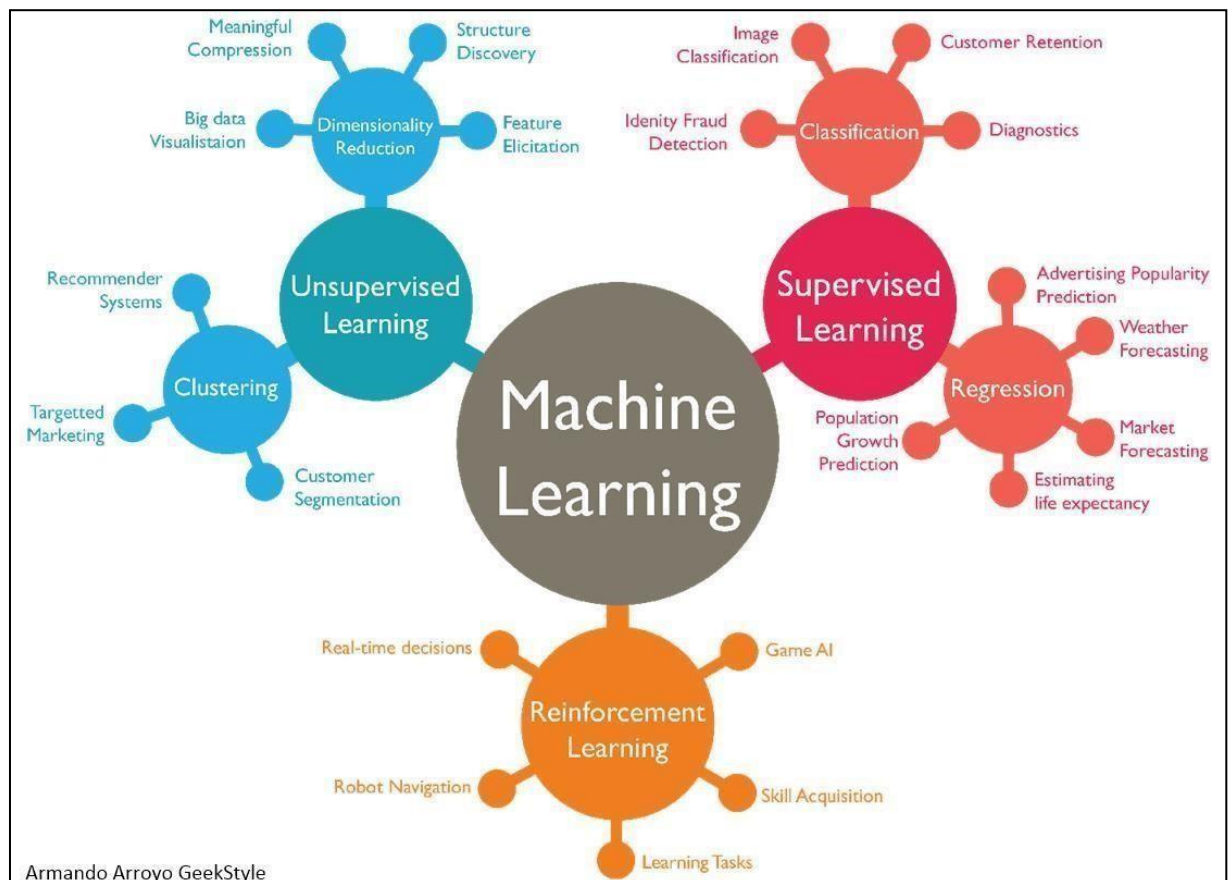 Meaningful
Compression
Structure
Discovery
Big data
Visualistaion
Dimensionality
Reduction
Feature
Elicitation
Image
Classification
Customer Retention
Idenity Fraud
Detection
Classification
Diagnostics
Recommender
Systems
Unsupervised
Learning
Supervised
Learning
Advertising Popularity
Prediction
Weather
Forecasting
Clustering
Regression
Targetted
Marketing
Machine
Learning
Population
Growth
Prediction
Market
Forecasting
Customer
Segmentation
Estimating
life expectancy
Real-time decisions
Game AI
Reinforcement
Learning
Robot Navigation
Skill Acquisition
Learning Tasks
Armando Arroyo GeekStyle